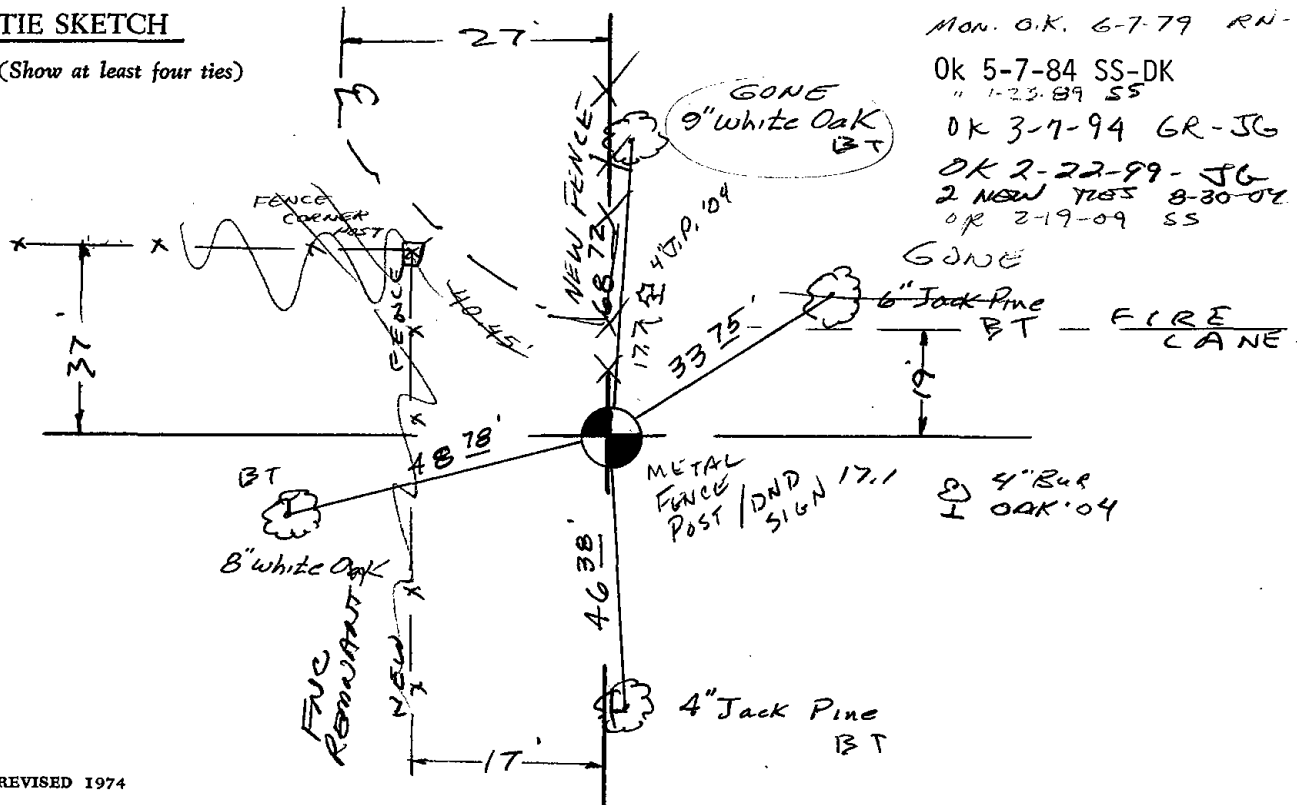 TIE SKETCH
(Show at least four ties)
27'
MON. O.K. 6-7-79 RN-
Ok 5-7-84 SS-DK
" 1-23-89 SS
OK 3-7-94 GR-JG
OK 2-22-99-JG
2 NEW TIES 8-30-04
OK 2-19-09 SS
GONE
9" White Oak
BT
NEW FENCE
68 72'
4" J.P. '04
17.7
FENCE
CORNER
POST
FENCE
40.45'
37'
GONE
6" Jack Pine
BT
FIRE
LANE
33 75'
19'
48 78'
BT
8" White Oak
METAL
FENCE
POST / DND
SIGN
17.1
4" BUR
OAK '04
46 38'
FNC
REMNANT
NEW
4" Jack Pine
BT
17'
REVISED 1974